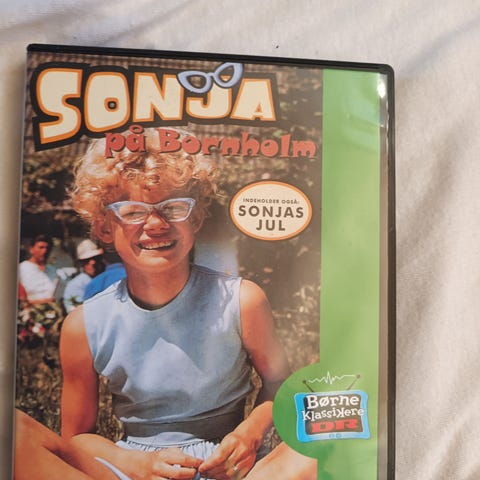 SONJA
på Bornholm
INDEHOLDER OGSÅ:
SONJAS
JUL
Børne
Klassikere
DR